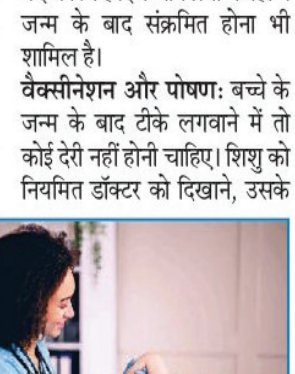 जन्म के बाद संक्रमित होना भी
शामिल है।
वैक्सीनेशन और पोषण: बच्चे के
जन्म के बाद टीके लगवाने में तो
कोई देरी नहीं होनी चाहिए। शिशु को
नियमित डॉक्टर को दिखाने, उसके